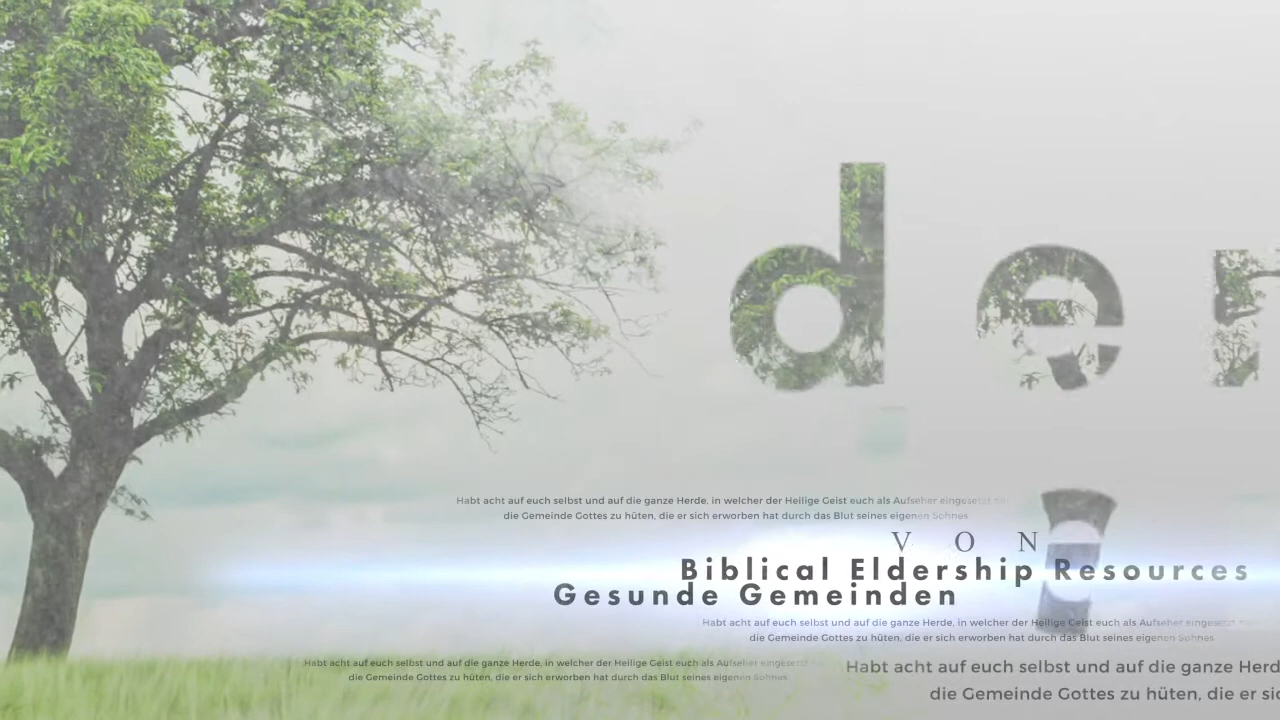 der
Habt acht auf euch selbst und auf die ganze Herde, in welcher der Heilige Geist euch als Aufseher eingesetzt
die Gemeinde Gottes zu hüten, die er sich erworben hat durch das Blut seines eigenen Sohnes
VON
Biblical Eldership Resources
Gesunde Gemeinden
Habt acht auf euch selbst und auf die ganze Herde, in welcher der Heilige Geist euch als Aufseher eingesetzt
die Gemeinde Gottes zu hüten, die er sich erworben hat durch das Blut seines eigenen Sohnes
Habt acht auf euch selbst und auf die ganze Herde, in welcher der Heilige Geist euch als Aufseher eingesetzt
die Gemeinde Gottes zu hüten, die er sich erworben hat durch das Blut seines eigenen Sohnes
Habt acht auf euch selbst und auf die ganze Herd
die Gemeinde Gottes zu hüten, die er sic